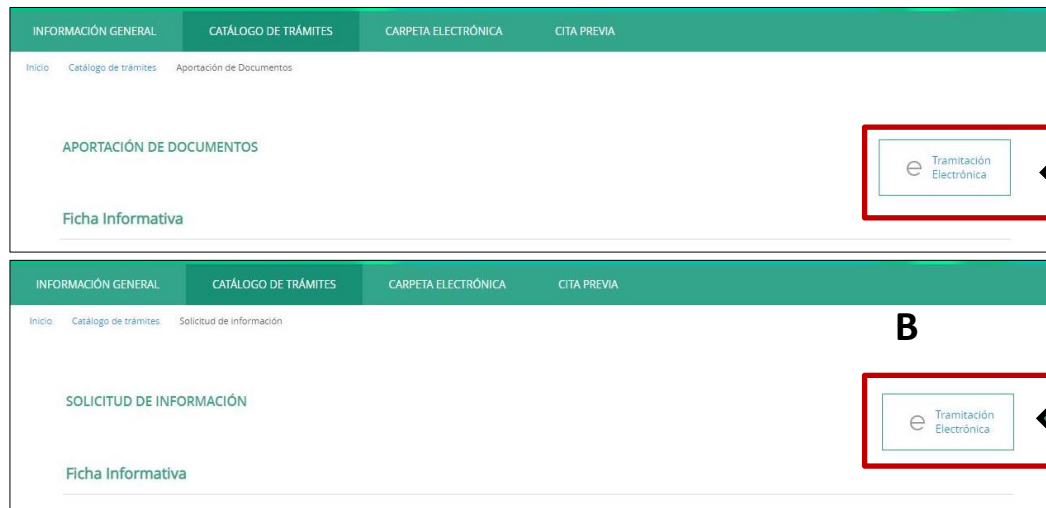 INFORMACIÓN GENERAL CATÁLOGO DE TRÁMITES CARPETA ELECTRÓNICA CITA PREVIA
Inicio Catálogo de trámites Aportación de Documentos
APORTACIÓN DE DOCUMENTOS
e Tramitación
Electrónica
Ficha Informativa
INFORMACIÓN GENERAL CATÁLOGO DE TRÁMITES CARPETA ELECTRÓNICA CITA PREVIA
Inicio Catálogo de trámites Solicitud de información
B
SOLICITUD DE INFORMACIÓN
e Tramitación
Electrónica
Ficha Informativa